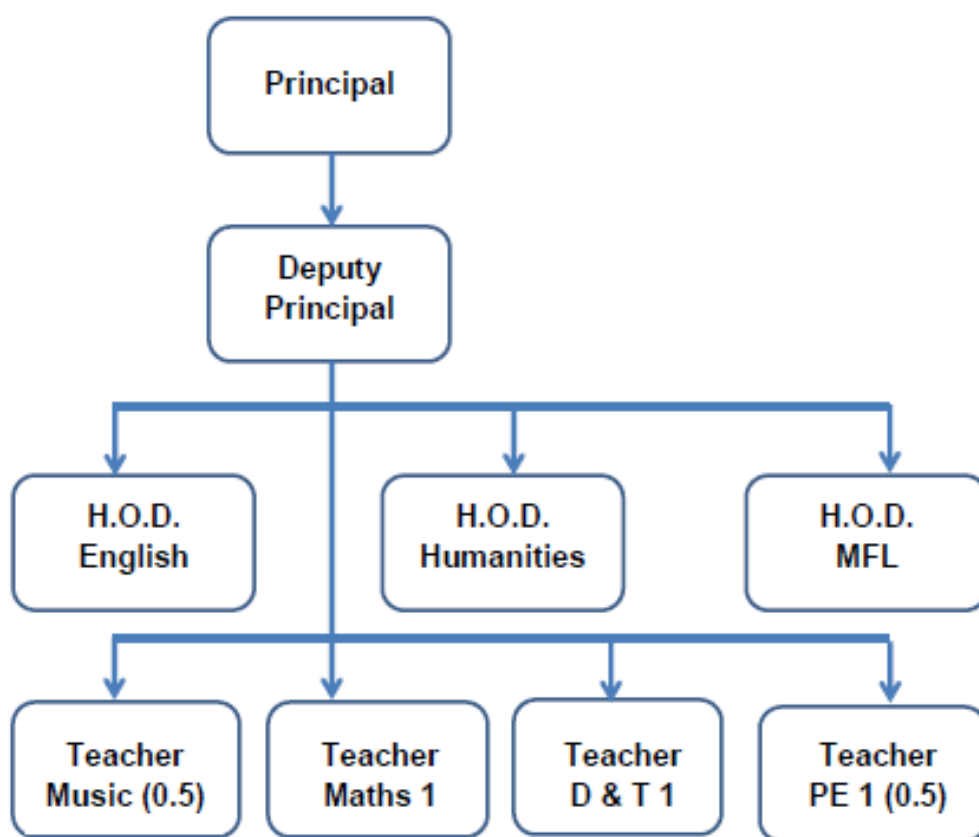 Principal
Deputy
Principal
H.O.D.
English
H.O.D.
Humanities
H.O.D.
MFL
Teacher
Music (0.5)
Teacher
Maths 1
Teacher
D & T 1
Teacher
PE 1 (0.5)